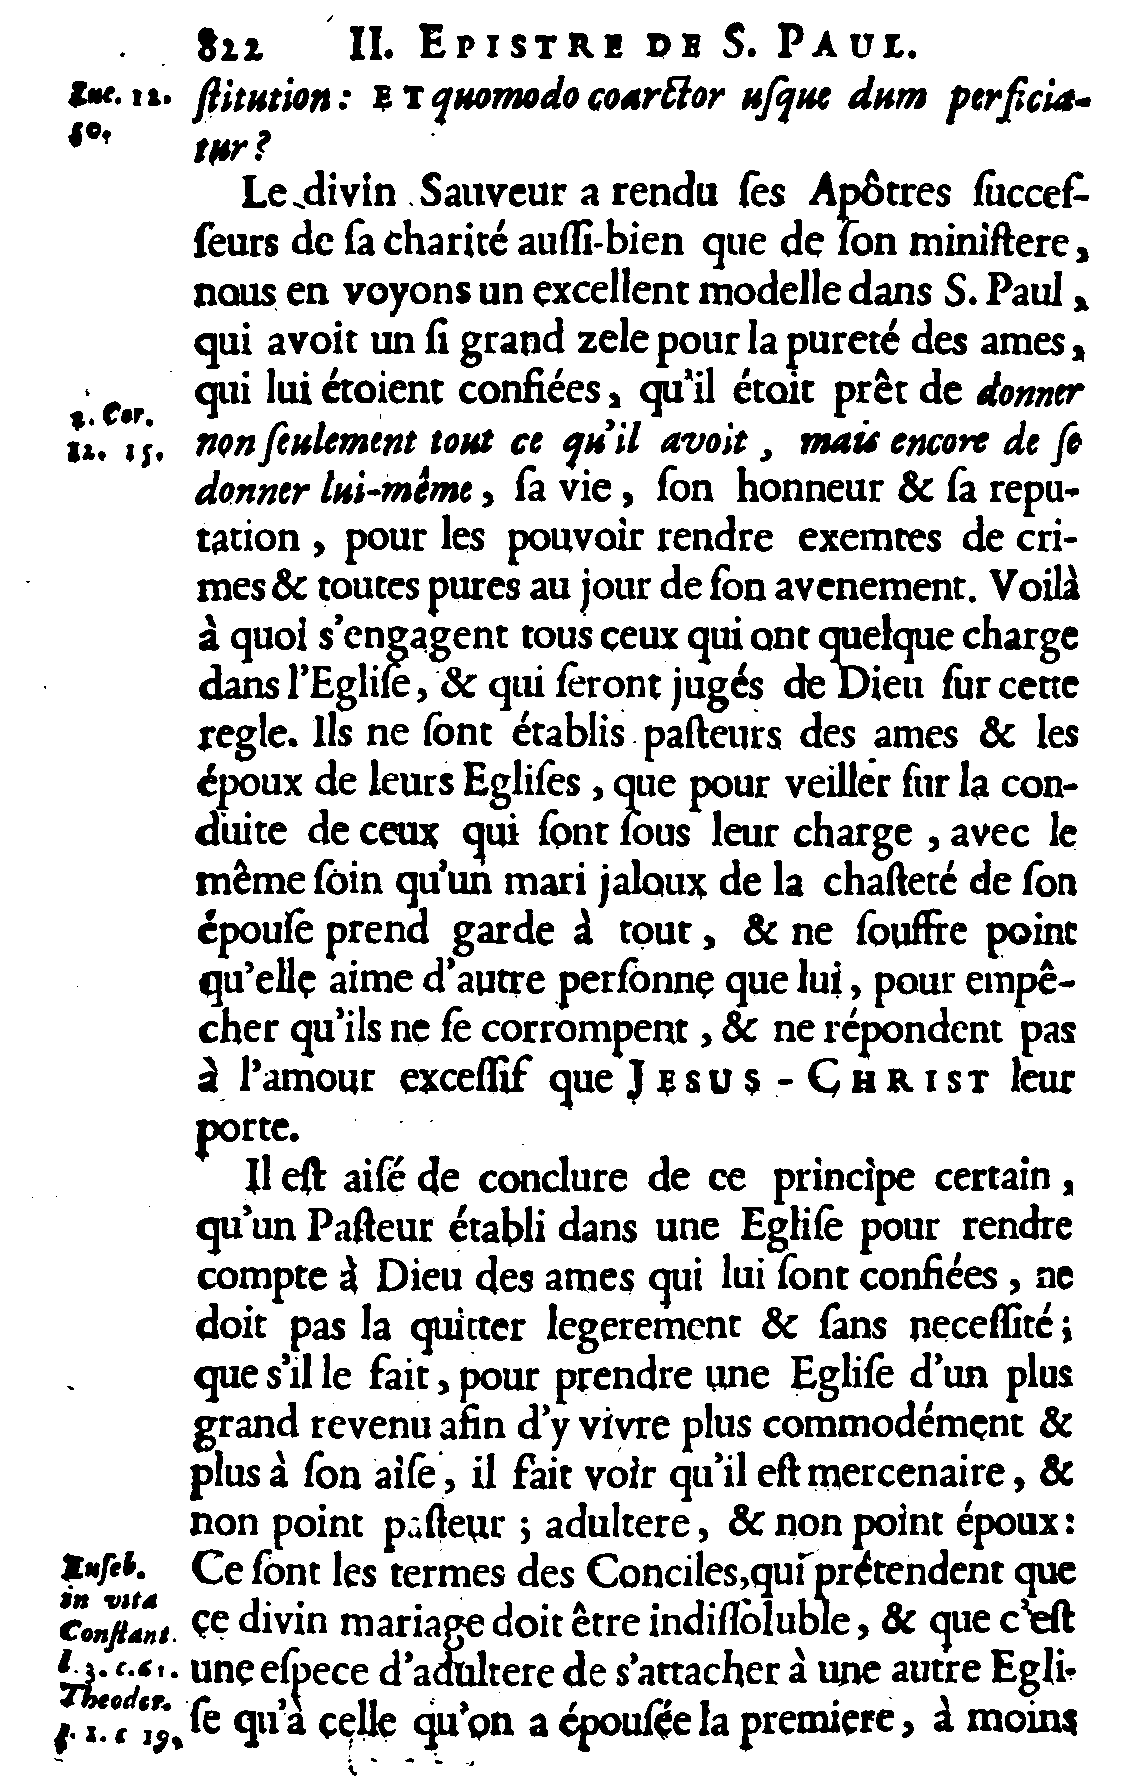 822 II. EPISTRE DE S. PAUL.
Luc. 12.
50.
ſtitution : ET quomodo coarctor uſque dum perficia-
tur ?
Le divin Sauveur a rendu ſes Apôtres ſucceſ-
ſeurs de ſa charité auſſi-bien que de ſon miniſtere,
nous en voyons un excellent modelle dans S. Paul,
qui avoit un ſi grand zele pour la pureté des ames,
qui lui étoient confiées, qu'il étoit prêt de donner
2. Cor.
12. 15.
non ſeulement tout ce qu'il avoit, mais encore de ſe
donner lui-même, ſa vie, ſon honneur & ſa repu-
tation, pour les pouvoir rendre exemtes de cri-
mes & toutes pures au jour de ſon avenement. Voilà
à quoi s'engagent tous ceux qui ont quelque charge
dans l'Egliſe, & qui ſeront jugés de Dieu ſur cette
regle. Ils ne ſont établis paſteurs des ames & les
époux de leurs Egliſes, que pour veiller ſur la con-
duite de ceux qui ſont ſous leur charge, avec le
même ſoin qu'un mari jaloux de la chaſteté de ſon
épouſe prend garde à tout, & ne ſouffre point
qu'elle aime d'autre perſonne que lui, pour empê-
cher qu'ils ne ſe corrompent, & ne répondent pas
à l'amour exceſſif que JESUS-CHRIST leur
porte.
Il eſt aiſé de conclure de ce principe certain,
qu'un Paſteur établi dans une Egliſe pour rendre
compte à Dieu des ames qui lui ſont confiées, ne
doit pas la quitter legerement & ſans neceſſité;
que s'il le fait, pour prendre une Egliſe d'un plus
grand revenu afin d'y vivre plus commodément &
plus à ſon aiſe, il fait voir qu'il eſt mercenaire, &
non point paſteur ; adultere, & non point époux :
Euſeb.
in vita
Conſtant.
l. 3. c. 61.
Theodor.
l. 1. c 19.
Ce ſont les termes des Conciles, qui prétendent que
ce divin mariage doit être indiſſoluble, & que c'eſt
une eſpece d'adultere de s'attacher à une autre Egli-
ſe qu'à celle qu'on a épouſée la premiere, à moins